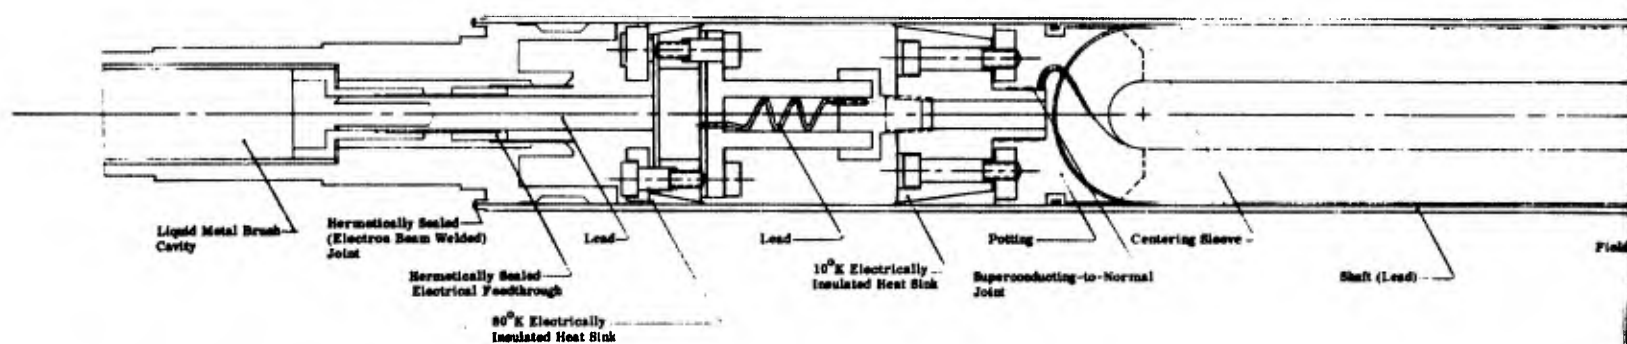 Liquid Metal Brush
Cavity
Hermetically Sealed
(Electron Beam Welded)
Joint
Hermetically Sealed
Electrical Feedthrough
Lead
80°K Electrically
Insulated Heat Sink
Lead
10°K Electrically
Insulated Heat Sink
Potting
Superconducting-to-Normal
Joint
Centering Sleeve
Shaft (Lead)
Field